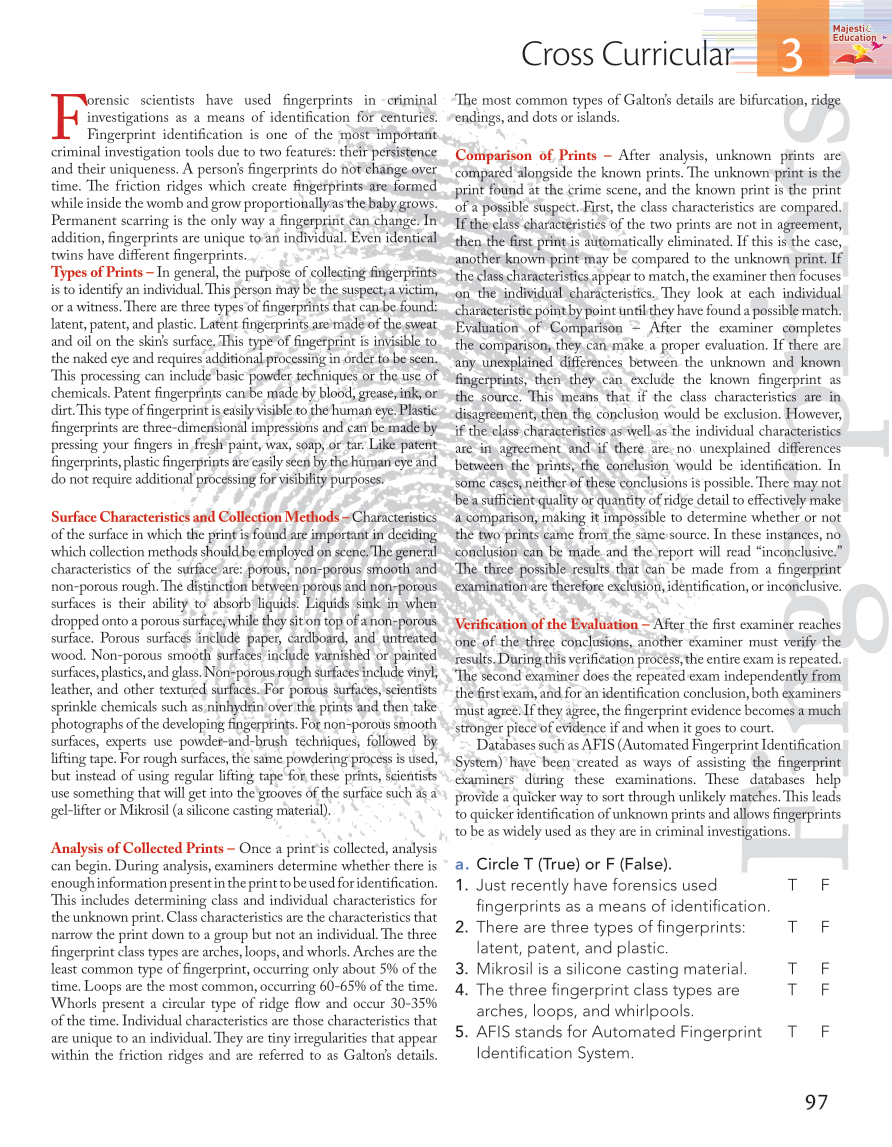 Cross Curricular
3
Majestic
Education
Forensic scientists have used fingerprints in criminal
investigations as a means of identification for centuries.
Fingerprint identification is one of the most important
criminal investigation tools due to two features: their persistence
and their uniqueness. A person's fingerprints do not change over
time. The friction ridges which create fingerprints are formed
while inside the womb and grow proportionally as the baby grows.
Permanent scarring is the only way a fingerprint can change. In
addition, fingerprints are unique to an individual. Even identical
twins have different fingerprints.
Types of Prints – In general, the purpose of collecting fingerprints
is to identify an individual. This person may be the suspect, a victim,
or a witness. There are three types of fingerprints that can be found:
latent, patent, and plastic. Latent fingerprints are made of the sweat
and oil on the skin's surface. This type of fingerprint is invisible to
the naked eye and requires additional processing in order to be seen.
This processing can include basic powder techniques or the use of
chemicals. Patent fingerprints can be made by blood, grease, ink, or
dirt. This type of fingerprint is easily visible to the human eye. Plastic
fingerprints are three-dimensional impressions and can be made by
pressing your fingers in fresh paint, wax, soap, or tar. Like patent
fingerprints, plastic fingerprints are easily seen by the human eye and
do not require additional processing for visibility purposes.
Surface Characteristics and Collection Methods – Characteristics
of the surface in which the print is found are important in deciding
which collection methods should be employed on scene. The general
characteristics of the surface are: porous, non-porous smooth and
non-porous rough. The distinction between porous and non-porous
surfaces is their ability to absorb liquids. Liquids sink in when
dropped onto a porous surface, while they sit on top of a non-porous
surface. Porous surfaces include paper, cardboard, and untreated
wood. Non-porous smooth surfaces include varnished or painted
surfaces, plastics, and glass. Non-porous rough surfaces include vinyl,
leather, and other textured surfaces. For porous surfaces, scientists
sprinkle chemicals such as ninhydrin over the prints and then take
photographs of the developing fingerprints. For non-porous smooth
surfaces, experts use powder-and-brush techniques, followed by
lifting tape. For rough surfaces, the same powdering process is used,
but instead of using regular lifting tape for these prints, scientists
use something that will get into the grooves of the surface such as a
gel-lifter or Mikrosil (a silicone casting material).
Analysis of Collected Prints – Once a print is collected, analysis
can begin. During analysis, examiners determine whether there is
enough information present in the print to be used for identification.
This includes determining class and individual characteristics for
the unknown print. Class characteristics are the characteristics that
narrow the print down to a group but not an individual. The three
fingerprint class types are arches, loops, and whorls. Arches are the
least common type of fingerprint, occurring only about 5% of the
time. Loops are the most common, occurring 60-65% of the time.
Whorls present a circular type of ridge flow and occur 30-35%
of the time. Individual characteristics are those characteristics that
are unique to an individual. They are tiny irregularities that appear
within the friction ridges and are referred to as Galton's details.
The most common types of Galton's details are bifurcation, ridge
endings, and dots or islands.
Comparison of Prints – After analysis, unknown prints are
compared alongside the known prints. The unknown print is the
print found at the crime scene, and the known print is the print
of a possible suspect. First, the class characteristics are compared.
If the class characteristics of the two prints are not in agreement,
then the first print is automatically eliminated. If this is the case,
another known print may be compared to the unknown print. If
the class characteristics appear to match, the examiner then focuses
on the individual characteristics. They look at each individual
characteristic point by point until they have found a possible match.
Evaluation of Comparison – After the examiner completes
the comparison, they can make a proper evaluation. If there are
any unexplained differences between the unknown and known
fingerprints, then they can exclude the known fingerprint as
the source. This means that if the class characteristics are in
disagreement, then the conclusion would be exclusion. However,
if the class characteristics as well as the individual characteristics
are in agreement and if there are no unexplained differences
between the prints, the conclusion would be identification. In
some cases, neither of these conclusions is possible. There may not
be a sufficient quality or quantity of ridge detail to effectively make
a comparison, making it impossible to determine whether or not
the two prints came from the same source. In these instances, no
conclusion can be made and the report will read "inconclusive."
The three possible results that can be made from a fingerprint
examination are therefore exclusion, identification, or inconclusive.
Verification of the Evaluation – After the first examiner reaches
one of the three conclusions, another examiner must verify the
results. During this verification process, the entire exam is repeated.
The second examiner does the repeated exam independently from
the first exam, and for an identification conclusion, both examiners
must agree. If they agree, the fingerprint evidence becomes a much
stronger piece of evidence if and when it goes to court.
Databases such as AFIS (Automated Fingerprint Identification
System) have been created as ways of assisting the fingerprint
examiners during these examinations. These databases help
provide a quicker way to sort through unlikely matches. This leads
to quicker identification of unknown prints and allows fingerprints
to be as widely used as they are in criminal investigations.
Fingerprints
a. Circle T (True) or F (False).
1. Just recently have forensics used T F
fingerprints as a means of identification.
2. There are three types of fingerprints: T F
latent, patent, and plastic.
3. Mikrosil is a silicone casting material. T F
4. The three fingerprint class types are T F
arches, loops, and whirlpools.
5. AFIS stands for Automated Fingerprint T F
Identification System.
97